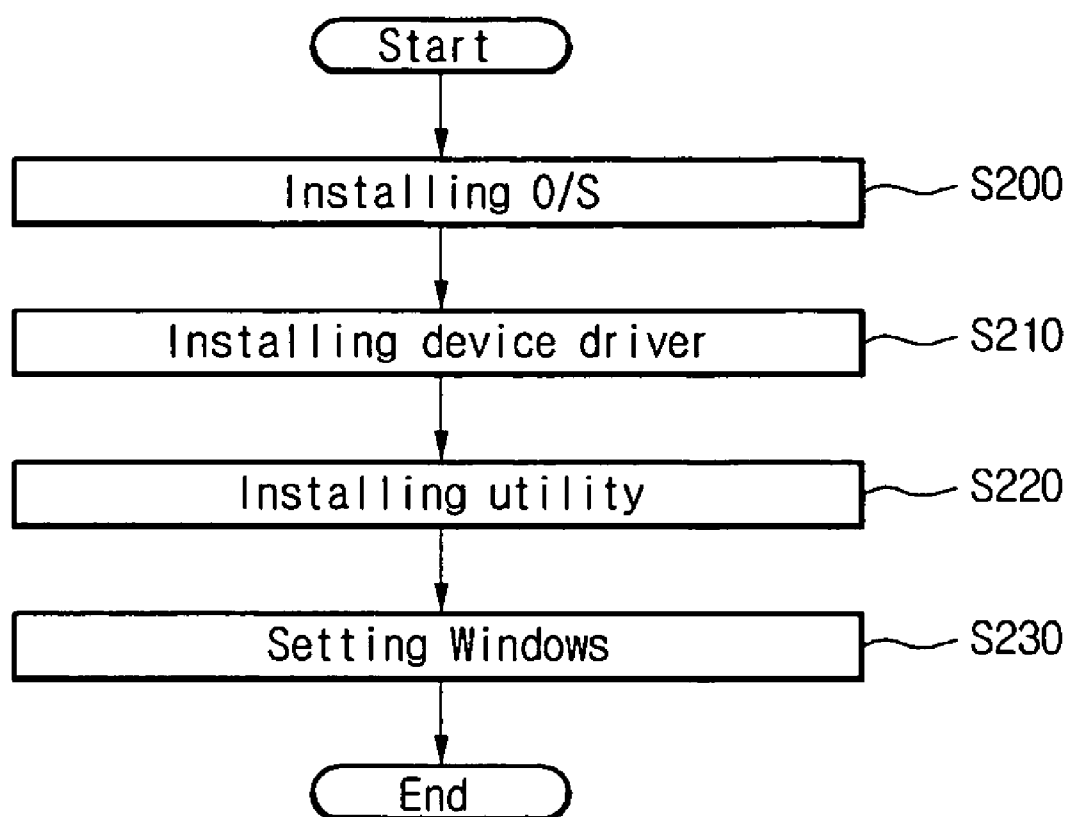 Start
Installing O/S
S200
Installing device driver
S210
Installing utility
S220
Setting Windows
S230
End